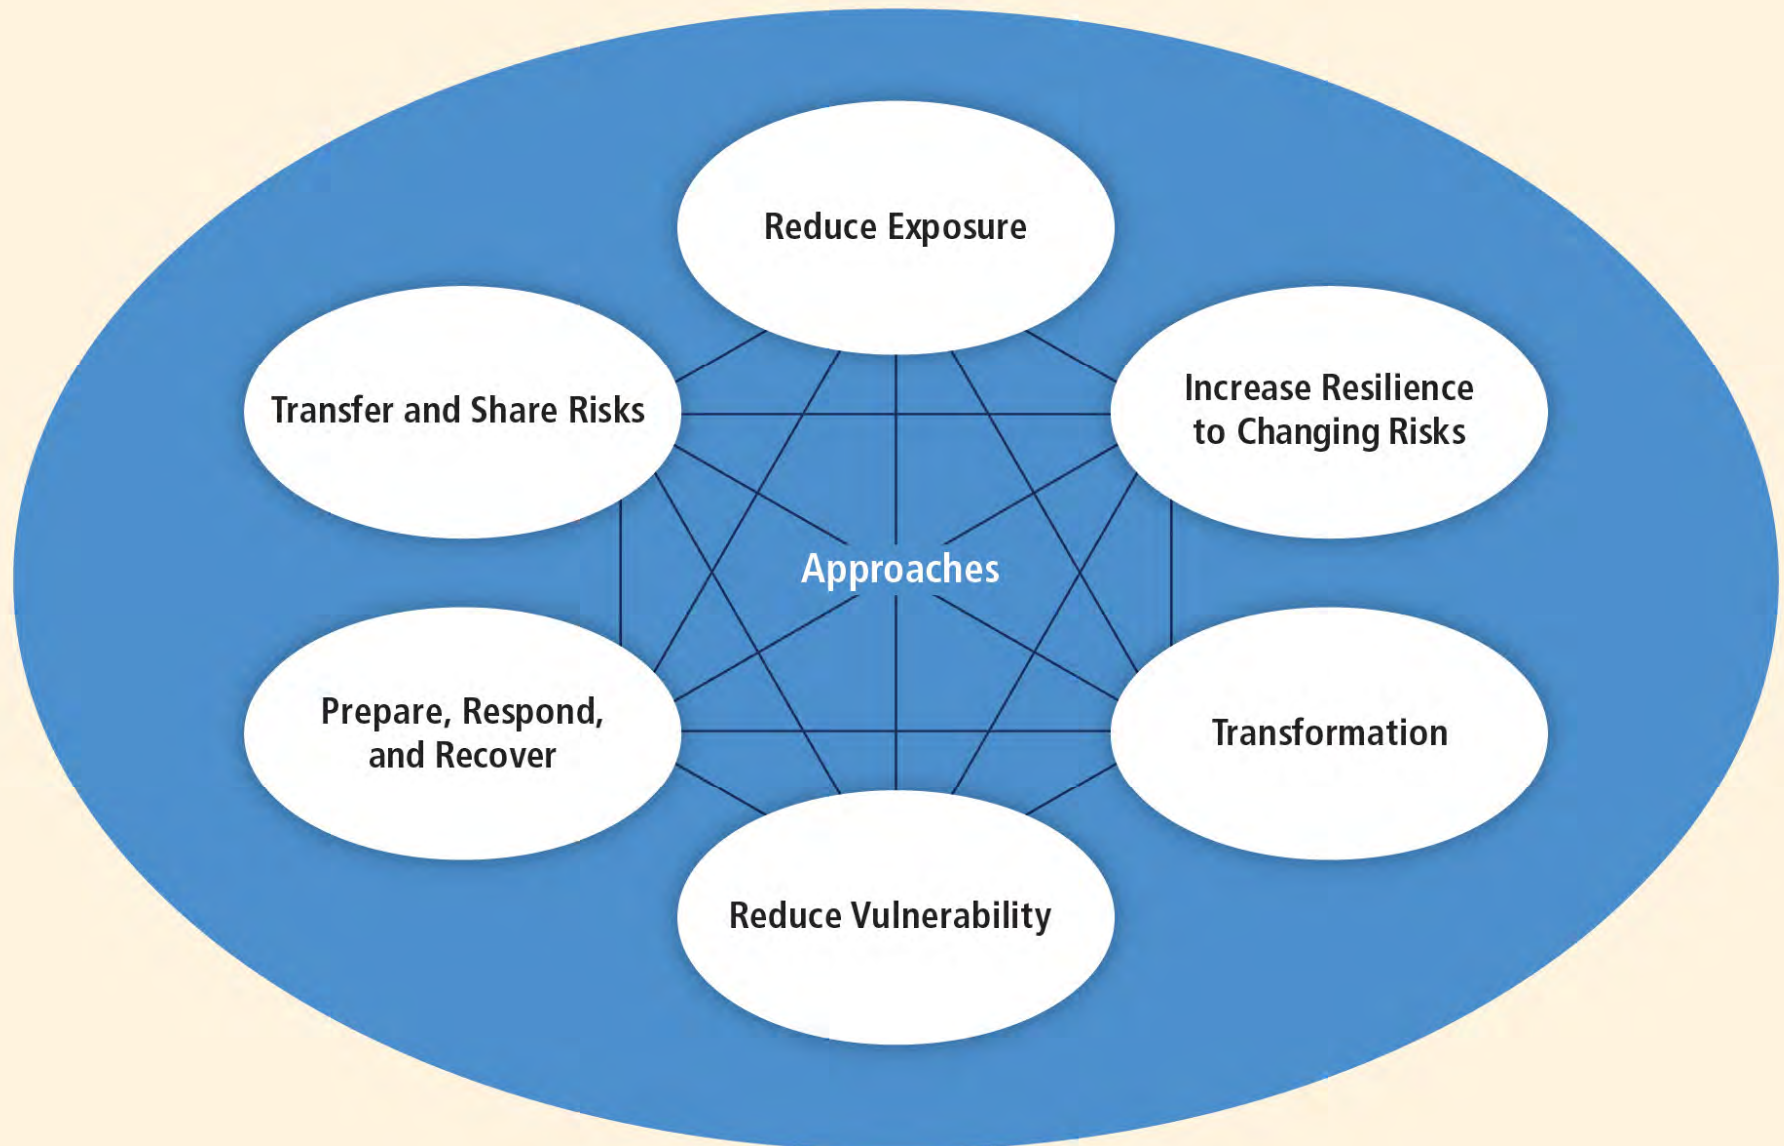 Reduce Exposure
Increase Resilience
to Changing Risks
Transfer and Share Risks
Approaches
Prepare, Respond,
and Recover
Transformation
Reduce Vulnerability